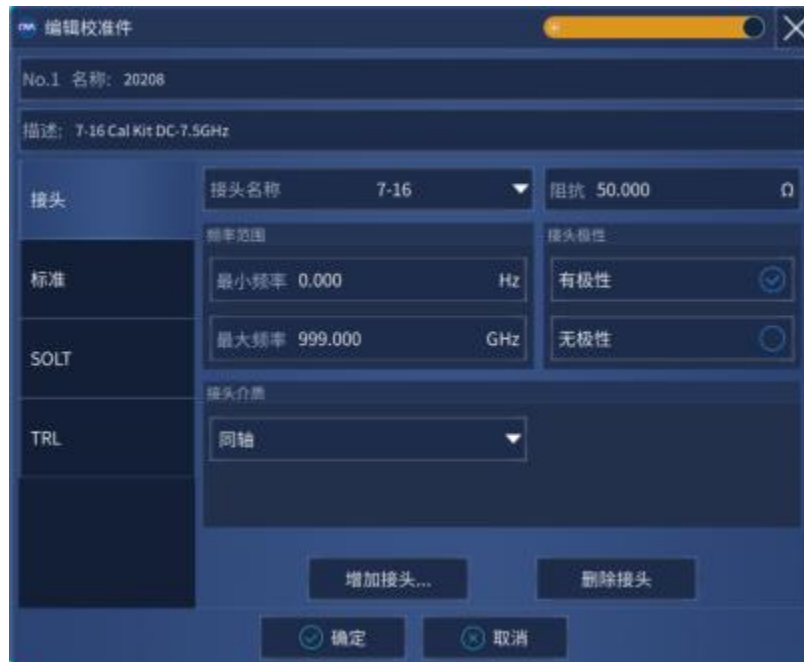 编辑校准件
No.1 名称: 20208
描述: 7-16 Cal Kit DC-7.5GHz
接头
标准
SOLT
TRL
接头名称 7-16
阻抗 50.000 Ω
频率范围
最小频率 0.000 Hz
最大频率 999.000 GHz
接头极性
有极性
无极性
接头介质
同轴
增加接头...
删除接头
确定
取消